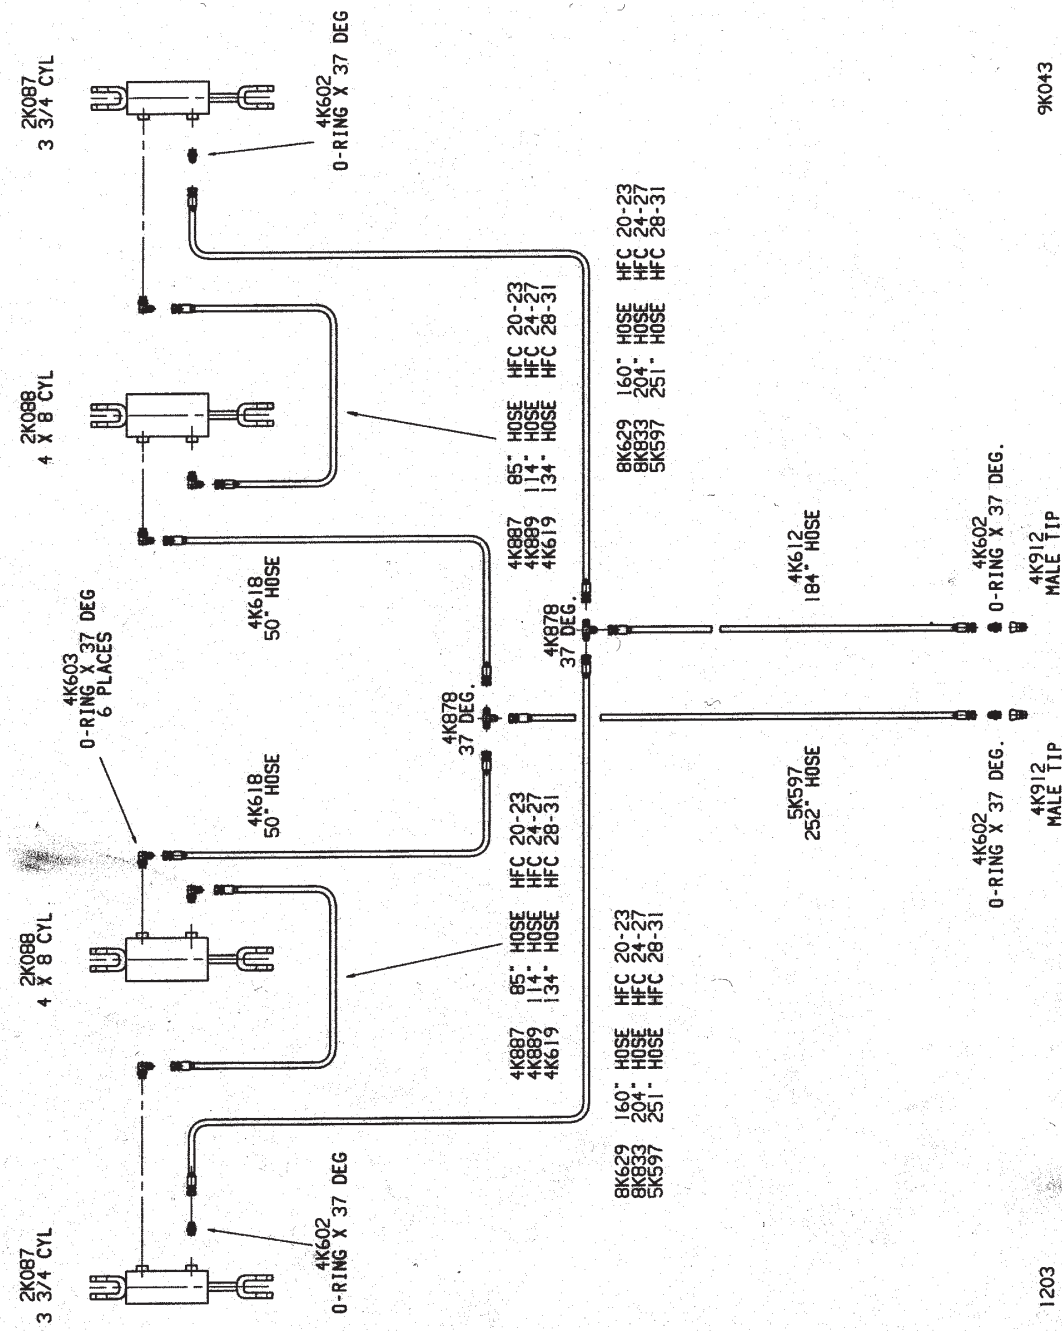 2K087
3 3/4 CYL
2K088
4 X 8 CYL
2K088
4 X 8 CYL
2K087
3 3/4 CYL
4K603
O-RING X 37 DEG
6 PLACES
4K618
50" HOSE
4K618
50" HOSE
4K602
O-RING X 37 DEG
4K602
O-RING X 37 DEG
4K878
37 DEG.
4K887 85" HOSE HFC 20-23
4K889 114" HOSE HFC 24-27
4K619 134" HOSE HFC 28-31
4K887 85" HOSE HFC 20-23
4K889 114" HOSE HFC 24-27
4K619 134" HOSE HFC 28-31
4K878
37 DEG.
8K629 160" HOSE HFC 20-23
8K833 204" HOSE HFC 24-27
5K597 251" HOSE HFC 28-31
8K629 160" HOSE HFC 20-23
8K833 204" HOSE HFC 24-27
5K597 251" HOSE HFC 28-31
5K597
252" HOSE
4K612
184" HOSE
4K602
O-RING X 37 DEG.
4K602
O-RING X 37 DEG.
4K912
MALE TIP
4K912
MALE TIP
1203
9K043